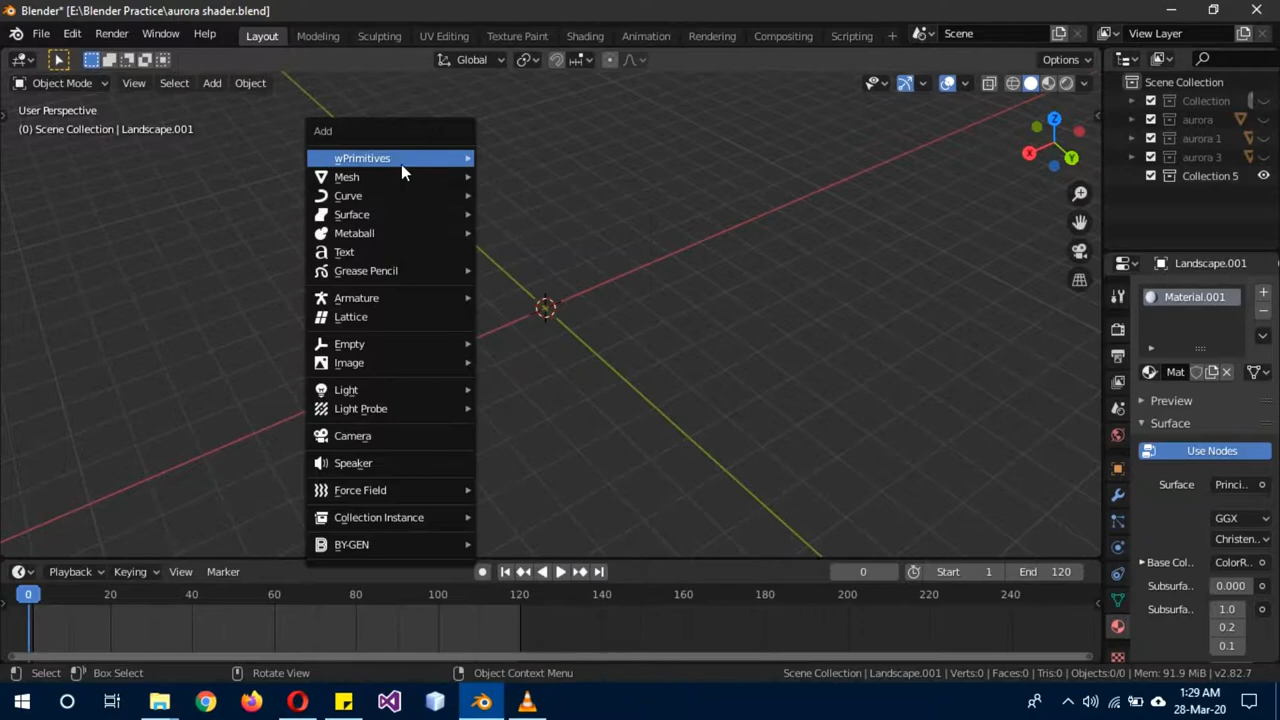 Blender* [E:\Blender Practice\aurora shader.blend]
File Edit Render Window Help Layout Modeling Sculpting UV Editing Texture Paint Shading Animation Rendering Compositing Scripting + Scene View Layer
Global Options
Object Mode View Select Add Object
User Perspective
(0) Scene Collection | Landscape.001
Add
wPrimitives
Mesh
Curve
Surface
Metaball
Text
Grease Pencil
Armature
Lattice
Empty
Image
Light
Light Probe
Camera
Speaker
Force Field
Collection Instance
BY-GEN
Z
X
Y
Scene Collection
Collection
aurora
aurora 1
aurora 3
Collection 5
Landscape.001
Material.001
Mat
Preview
Surface
Use Nodes
Surface Princi..
GGX
Christen..
Base Col.. ColorR..
Subsurfa.. 0.000
Subsurfa.. 1.0
0.2
0.1
Playback Keying View Marker 0 Start 1 End 120
0 20 40 60 80 100 120 140 160 180 200 220 240
Select Box Select Rotate View Object Context Menu Scene Collection | Landscape.001 | Verts:0 | Faces:0 | Tris:0 | Objects:0/0 | Mem: 91.9 MiB | v2.82.7
1:29 AM
28-Mar-20